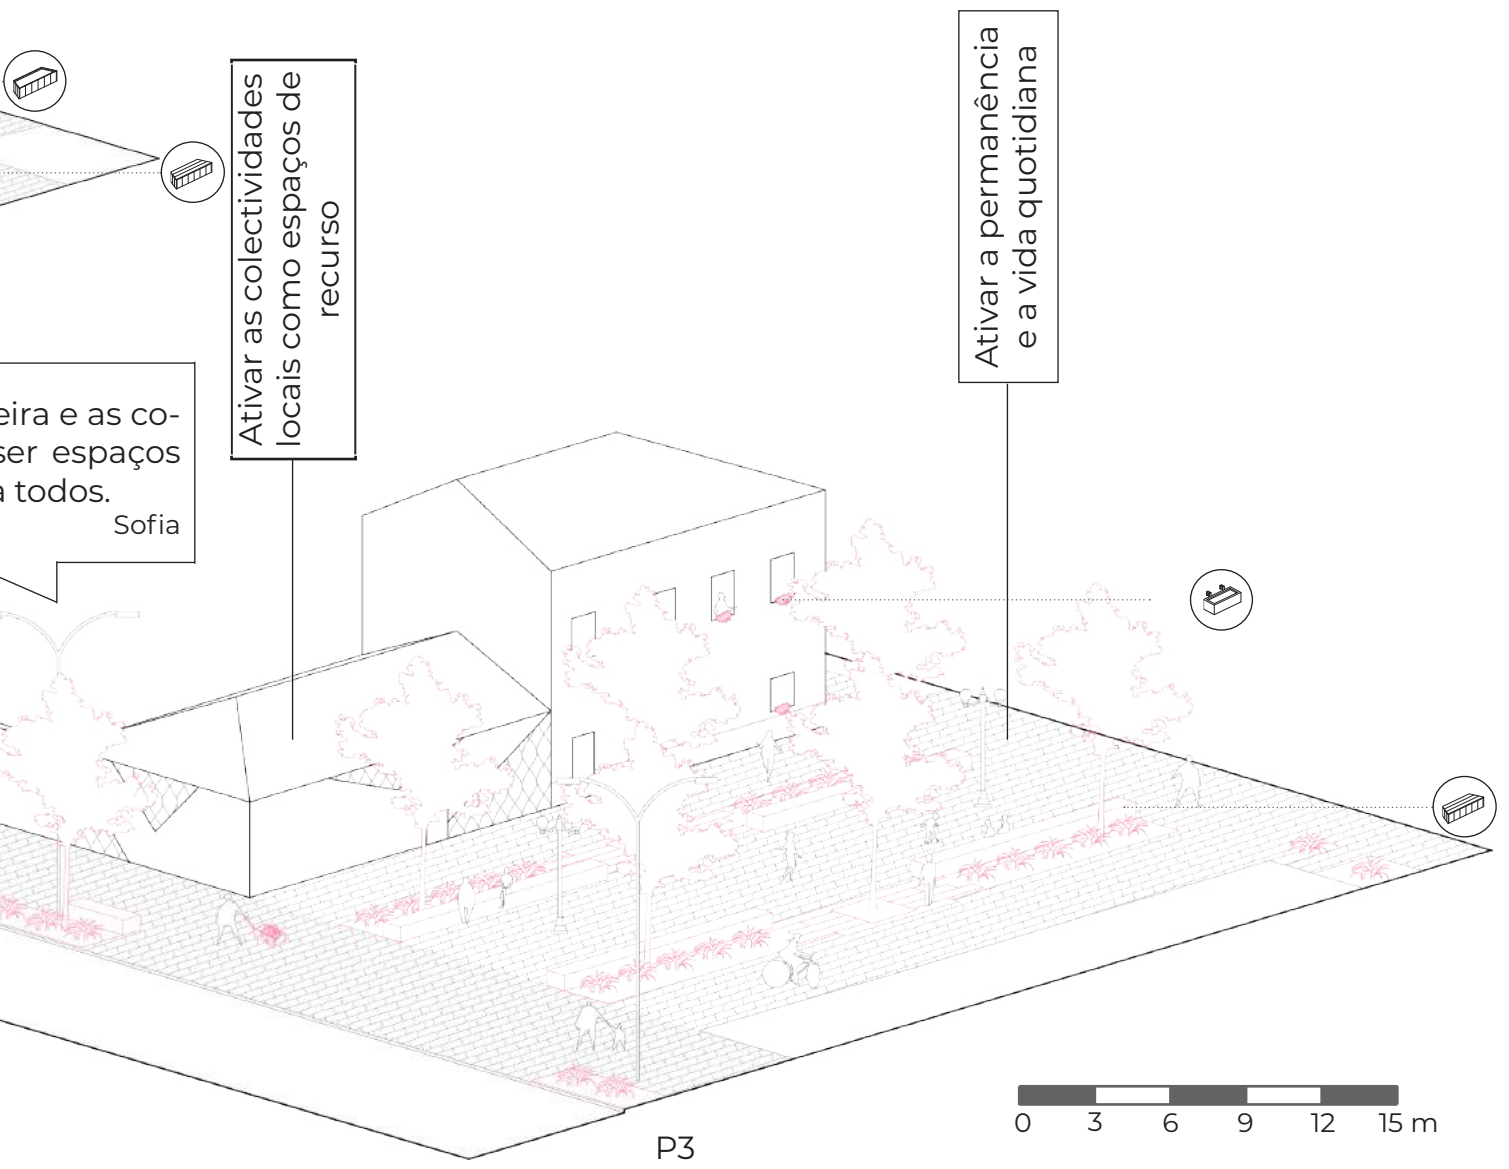 Ativar as colectividades
locais como espaços de
recurso
Ativar a permanência
e a vida quotidiana
eira e as co-
ser espaços
a todos.
Sofia
P3
0 3 6 9 12 15 m